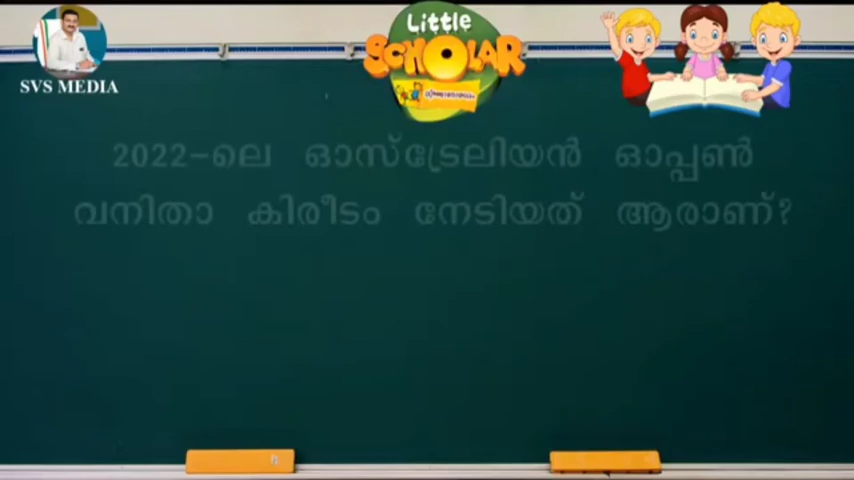 Little
SCHOLAR
SVS MEDIA
2022-ലെ ഓസ്ട്രേലിയൻ ഓപ്പൺ
വനിതാ കിരീടം നേടിയത് ആരാണ്?